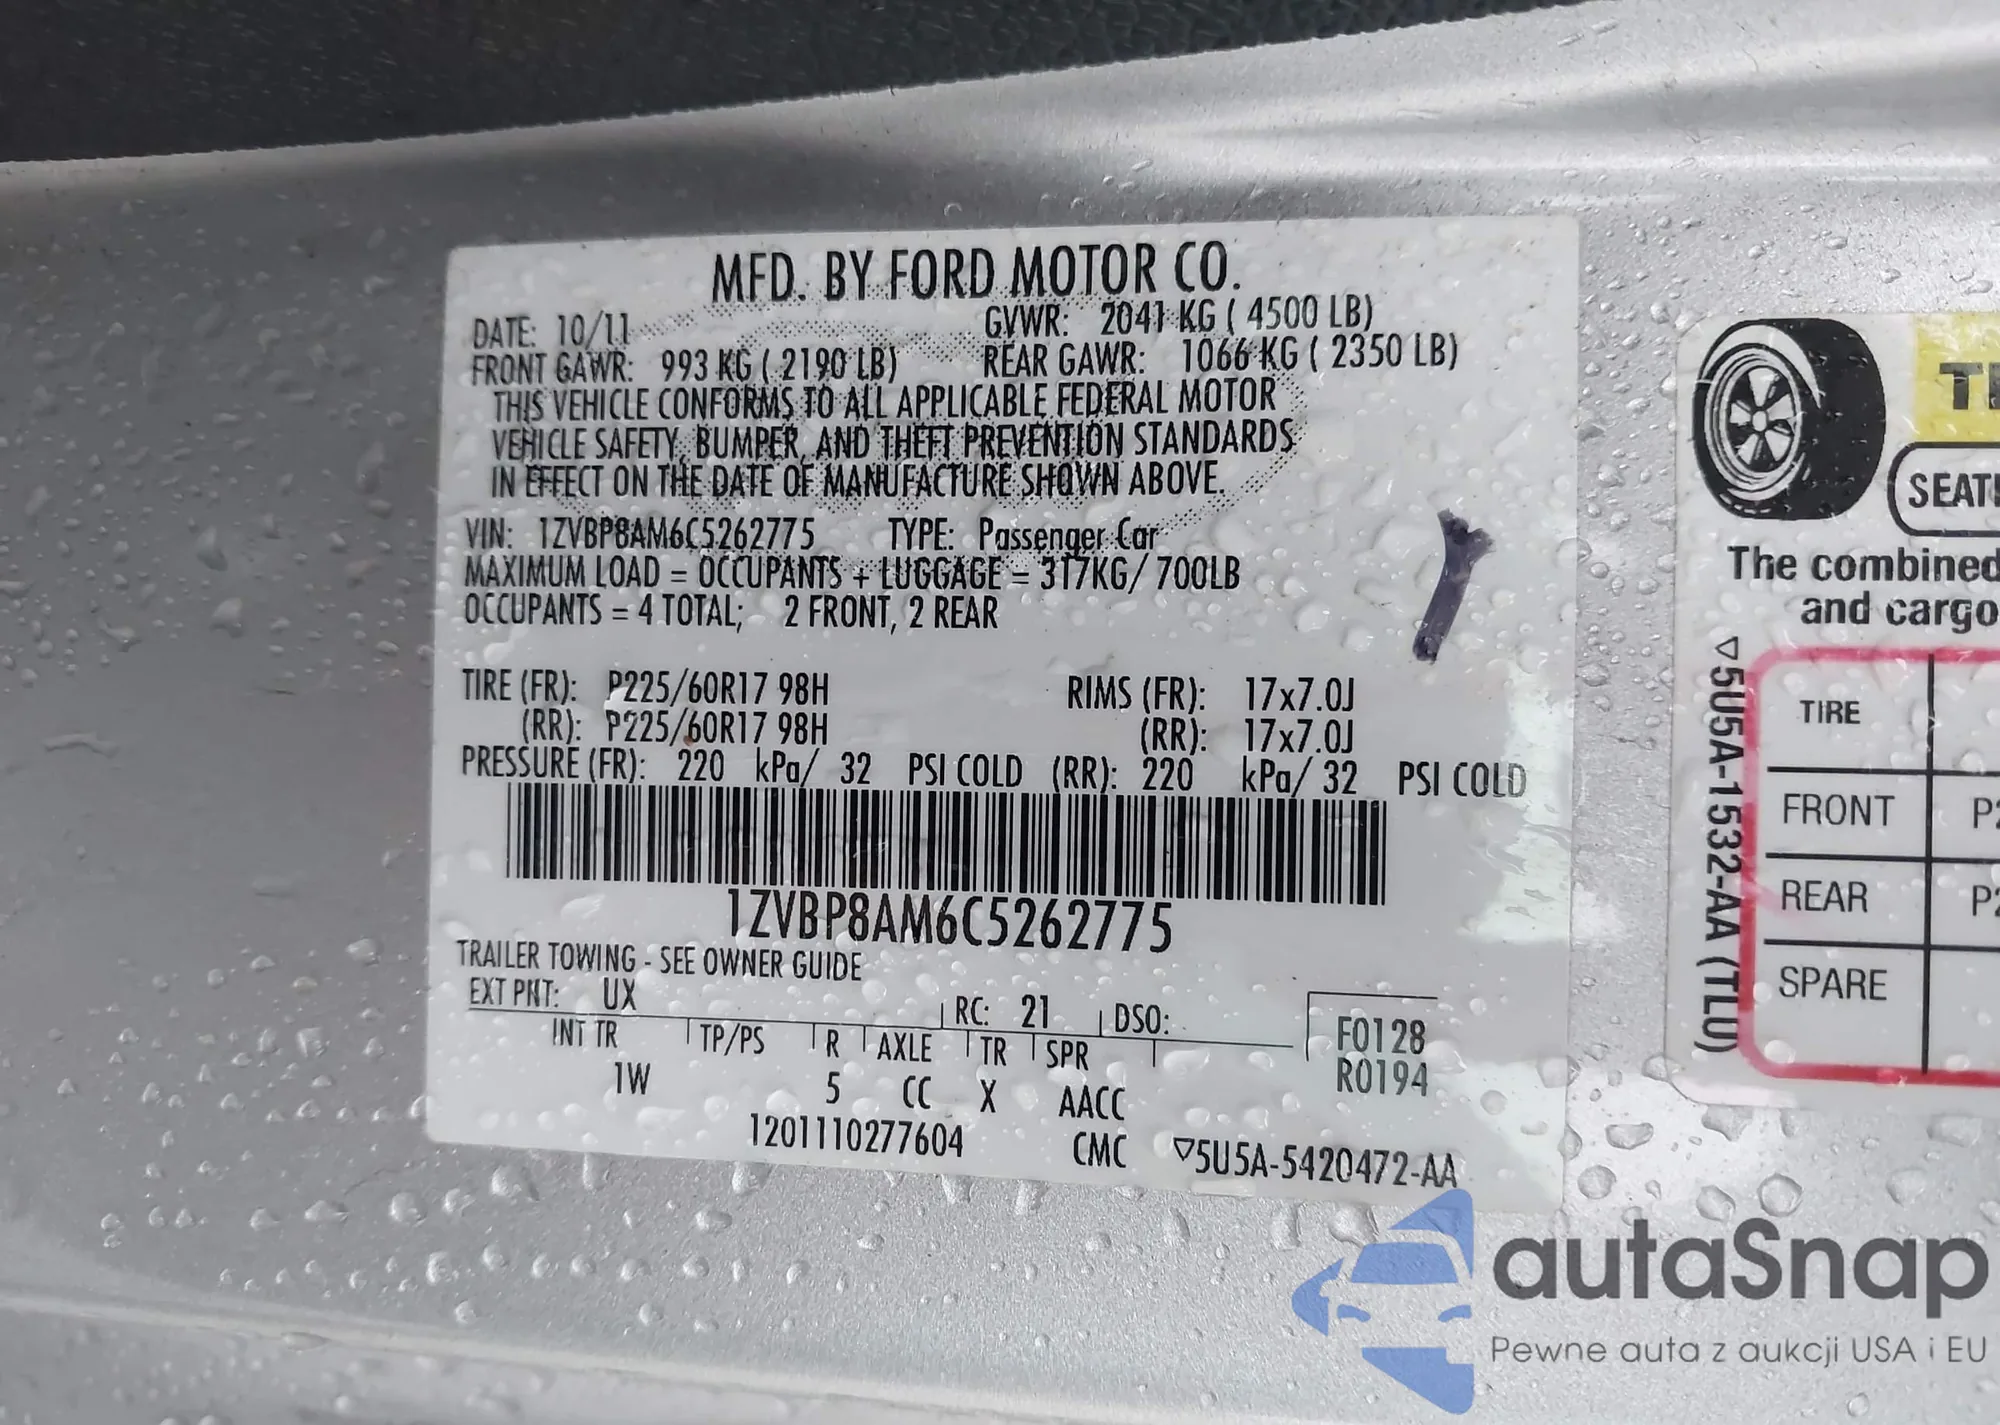 MFD. BY FORD MOTOR CO.
DATE: 10/11 GVWR: 2041 KG ( 4500 LB)
FRONT GAWR: 993 KG ( 2190 LB) REAR GAWR: 1066 KG ( 2350 LB)
THIS VEHICLE CONFORMS TO ALL APPLICABLE FEDERAL MOTOR
VEHICLE SAFETY, BUMPER, AND THEFT PREVENTION STANDARDS
IN EFFECT ON THE DATE OF MANUFACTURE SHOWN ABOVE.
VIN: 1ZVBP8AM6C5262775 TYPE: Passenger Car
MAXIMUM LOAD = OCCUPANTS + LUGGAGE = 317KG/ 700LB
OCCUPANTS = 4 TOTAL; 2 FRONT, 2 REAR
TIRE (FR): P225/60R17 98H RIMS (FR): 17x7.0J
(RR): P225/60R17 98H (RR): 17x7.0J
PRESSURE (FR): 220 kPa/ 32 PSI COLD (RR): 220 kPa/ 32 PSI COLD
1ZVBP8AM6C5262775
TRAILER TOWING - SEE OWNER GUIDE
EXT PNT: UX RC: 21 DSO:
INT TR TP/PS R AXLE TR SPR
F0128
R0194
1W 5 CC X AACC
1201110277604 CMC ▽5U5A-5420472-AA
SEAT
The combined
and cargo
▽5U5A-1532-AA (TLU)
TIRE
FRONT
REAR
SPARE
autaSnap
Pewne auta z aukcji USA i EU